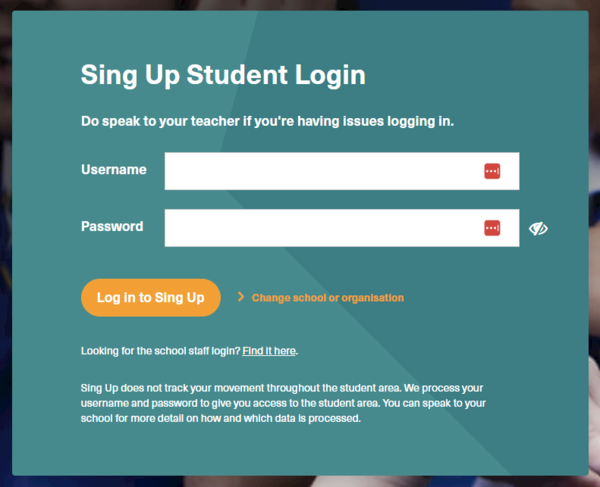 Sing Up Student Login
Do speak to your teacher if you're having issues logging in.
Username
Password
Log in to Sing Up
Change school or organisation
Looking for the school staff login? Find it here.
Sing Up does not track your movement throughout the student area. We process your
username and password to give you access to the student area. You can speak to your
school for more detail on how and which data is processed.